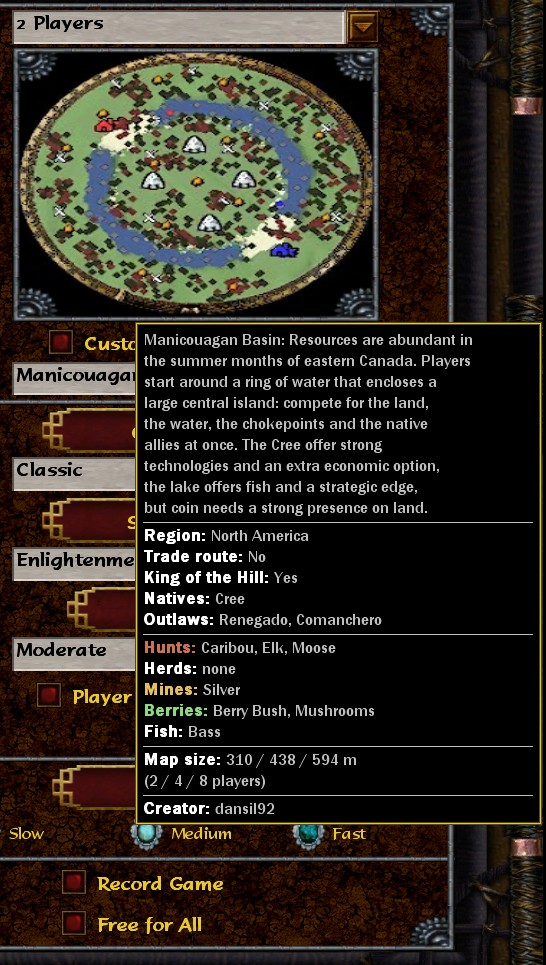 2 Players
Manicouagan Basin: Resources are abundant in
the summer months of eastern Canada. Players
start around a ring of water that encloses a
large central island: compete for the land,
the water, the chokepoints and the native
allies at once. The Cree offer strong
technologies and an extra economic option,
the lake offers fish and a strategic edge,
but coin needs a strong presence on land.
Region: North America
Trade route: No
King of the Hill: Yes
Natives: Cree
Outlaws: Renegado, Comanchero
Hunts: Caribou, Elk, Moose
Herds: none
Mines: Silver
Berries: Berry Bush, Mushrooms
Fish: Bass
Map size: 310 / 438 / 594 m
(2 / 4 / 8 players)
Creator: dansil92
Custo
Manicouagan
Classic
S
Enlightenme
Moderate
Player
Slow Medium Fast
Record Game
Free for All